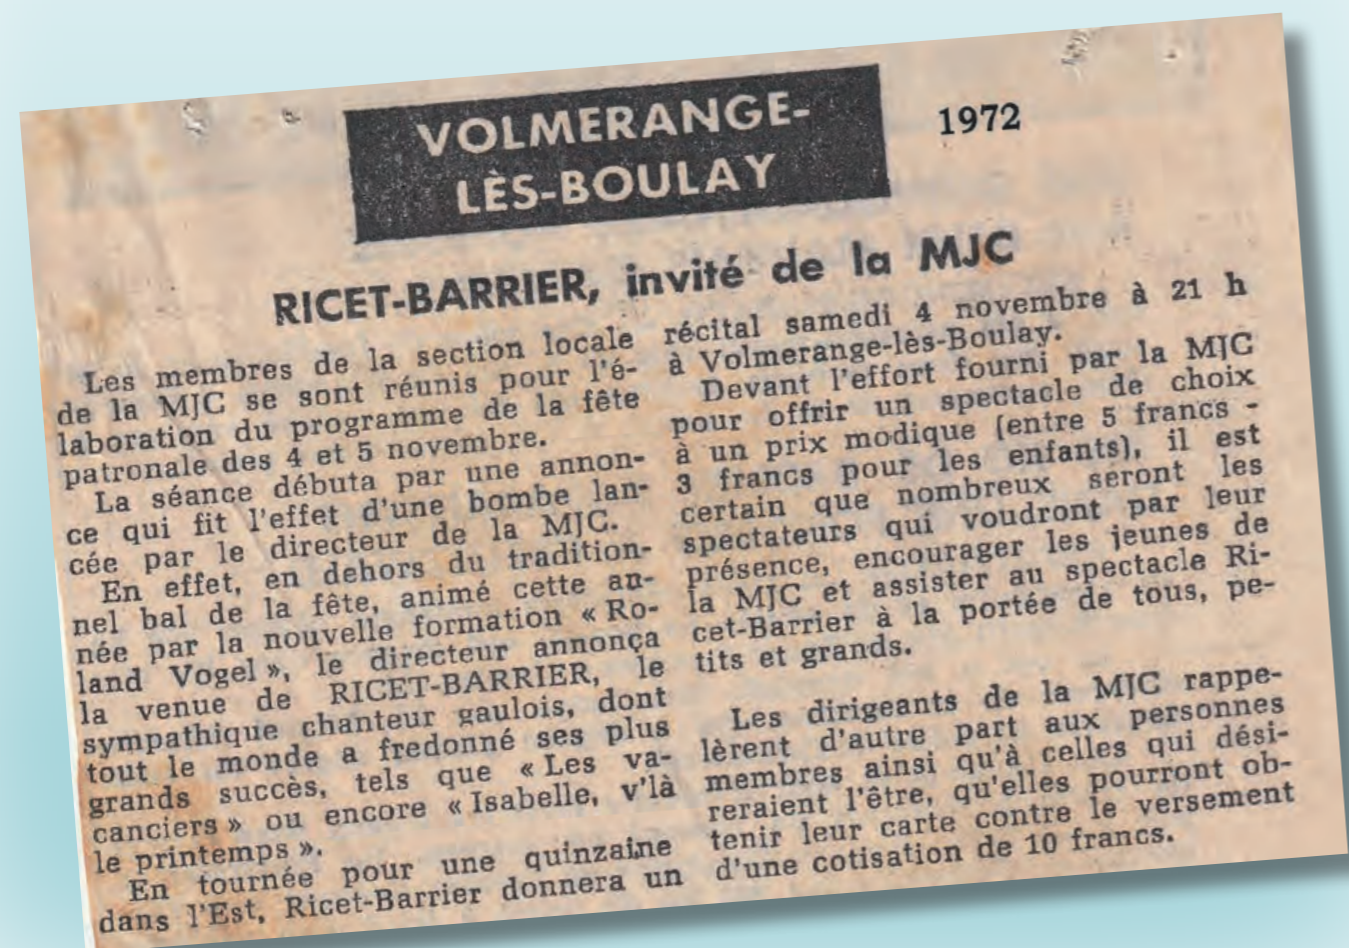 VOLMERANGE-
LÈS-BOULAY
1972
RICET-BARRIER, invité de la MJC
Les membres de la section locale
de la MJC se sont réunis pour l'é-
laboration du programme de la fête
patronale des 4 et 5 novembre.
La séance débuta par une annon-
ce qui fit l'effet d'une bombe lan-
cée par le directeur de la MJC.
En effet, en dehors du tradition-
nel bal de la fête, animé cette an-
née par la nouvelle formation « Ro-
land Vogel », le directeur annonça
la venue de RICET-BARRIER, le
sympathique chanteur gaulois, dont
tout le monde a fredonné ses plus
grands succès, tels que « Les va-
canciers » ou encore « Isabelle, v'là
le printemps ».
En tournée pour une quinzaine
dans l'Est, Ricet-Barrier donnera un
récital samedi 4 novembre à 21 h
à Volmerange-lès-Boulay.
Devant l'effort fourni par la MJC
pour offrir un spectacle de choix
à un prix modique (entre 5 francs -
3 francs pour les enfants), il est
certain que nombreux seront les
spectateurs qui voudront par leur
présence, encourager les jeunes de
la MJC et assister au spectacle Ri-
cet-Barrier à la portée de tous, pe-
tits et grands.
Les dirigeants de la MJC rappe-
lèrent d'autre part aux personnes
membres ainsi qu'à celles qui dési-
reraient l'être, qu'elles pourront ob-
tenir leur carte contre le versement
d'une cotisation de 10 francs.